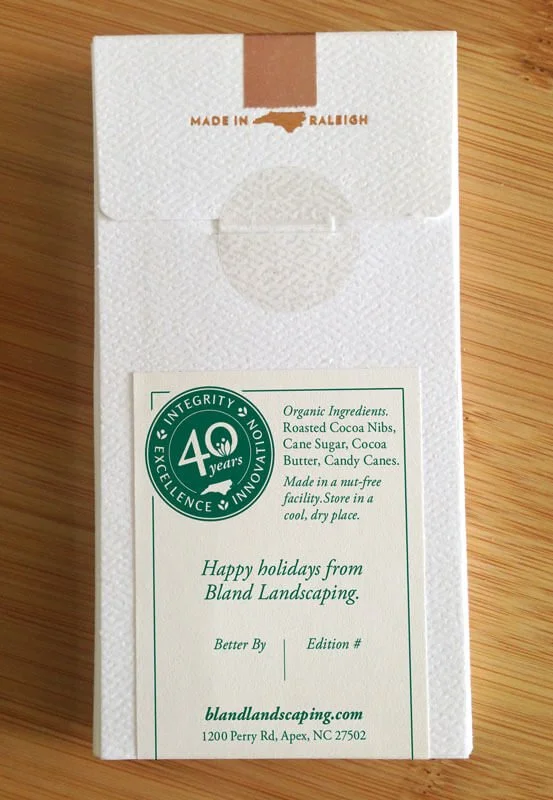 MADE IN RALEIGH
INTEGRITY
INNOVATION
EXCELLENCE
40
years
Organic Ingredients.
Roasted Cocoa Nibs,
Cane Sugar, Cocoa
Butter, Candy Canes.
Made in a nut-free
facility.Store in a
cool, dry place.
Happy holidays from
Bland Landscaping.
Better By Edition #
blandlandscaping.com
1200 Perry Rd, Apex, NC 27502